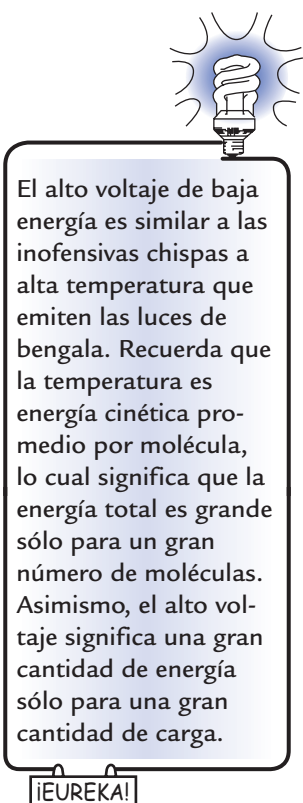 El alto voltaje de baja
energía es similar a las
inofensivas chispas a
alta temperatura que
emiten las luces de
bengala. Recuerda que
la temperatura es
energía cinética pro-
medio por molécula,
lo cual significa que la
energía total es grande
sólo para un gran
número de moléculas.
Asimismo, el alto vol-
taje significa una gran
cantidad de energía
sólo para una gran
cantidad de carga.
¡EUREKA!